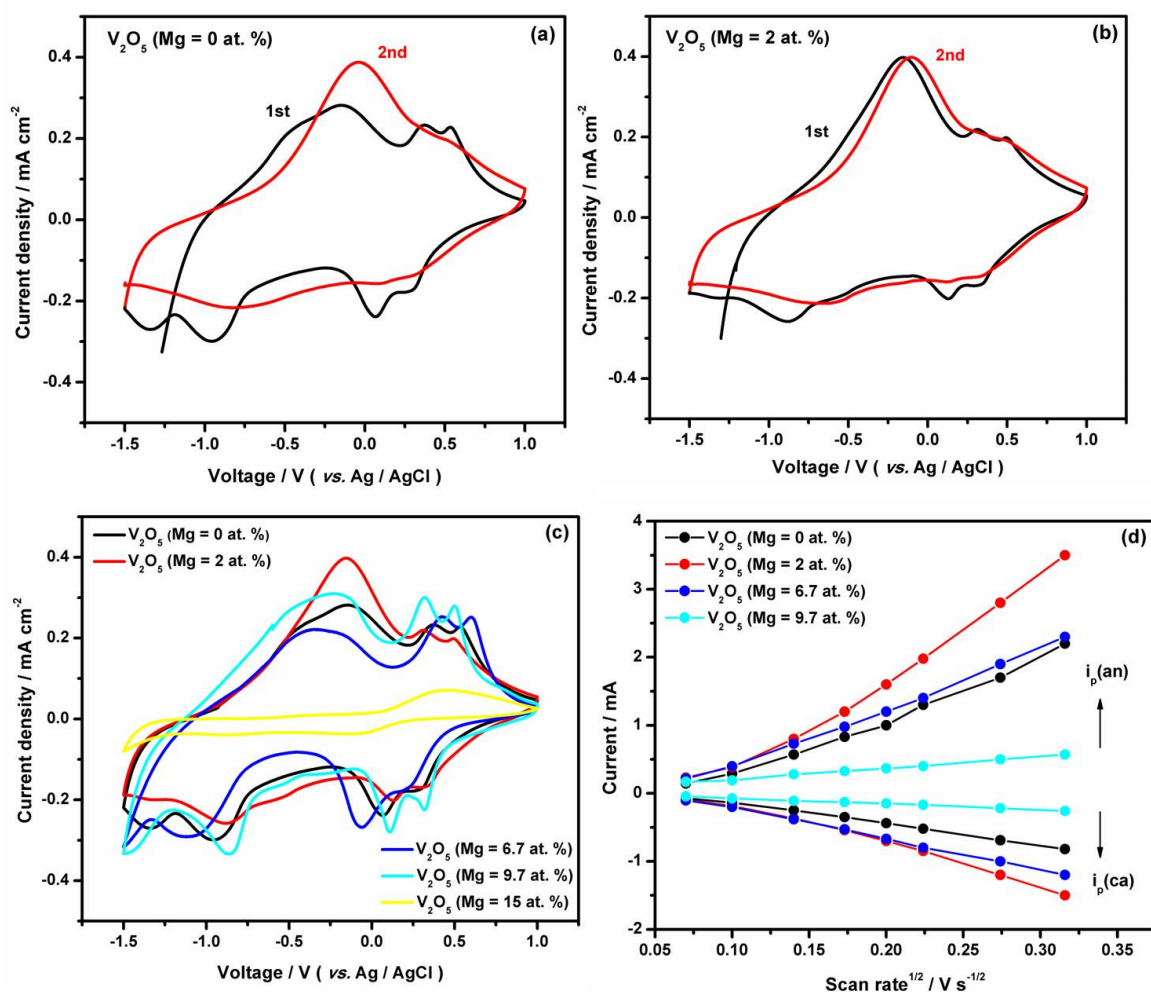 (a)
V₂O₅ (Mg = 0 at. %)
2nd
1st
0.4
0.2
0.0
-0.2
-0.4
Current density / mA cm⁻²
-1.5 -1.0 -0.5 0.0 0.5 1.0
Voltage / V ( vs. Ag / AgCl )
(b)
V₂O₅ (Mg = 2 at. %)
2nd
1st
0.4
0.2
0.0
-0.2
-0.4
Current density / mA cm⁻²
-1.5 -1.0 -0.5 0.0 0.5 1.0
Voltage / V ( vs. Ag / AgCl )
(c)
V₂O₅ (Mg = 0 at. %)
V₂O₅ (Mg = 2 at. %)
0.4
0.2
0.0
-0.2
-0.4
Current density / mA cm⁻²
V₂O₅ (Mg = 6.7 at. %)
V₂O₅ (Mg = 9.7 at. %)
V₂O₅ (Mg = 15 at. %)
-1.5 -1.0 -0.5 0.0 0.5 1.0
Voltage / V ( vs. Ag / AgCl )
(d)
V₂O₅ (Mg = 0 at. %)
V₂O₅ (Mg = 2 at. %)
V₂O₅ (Mg = 6.7 at. %)
V₂O₅ (Mg = 9.7 at. %)
iₚ(an)
iₚ(ca)
4
3
2
1
0
-1
-2
Current / mA
0.05 0.10 0.15 0.20 0.25 0.30 0.35
Scan rate¹ᐟ² / V s⁻¹ᐟ²